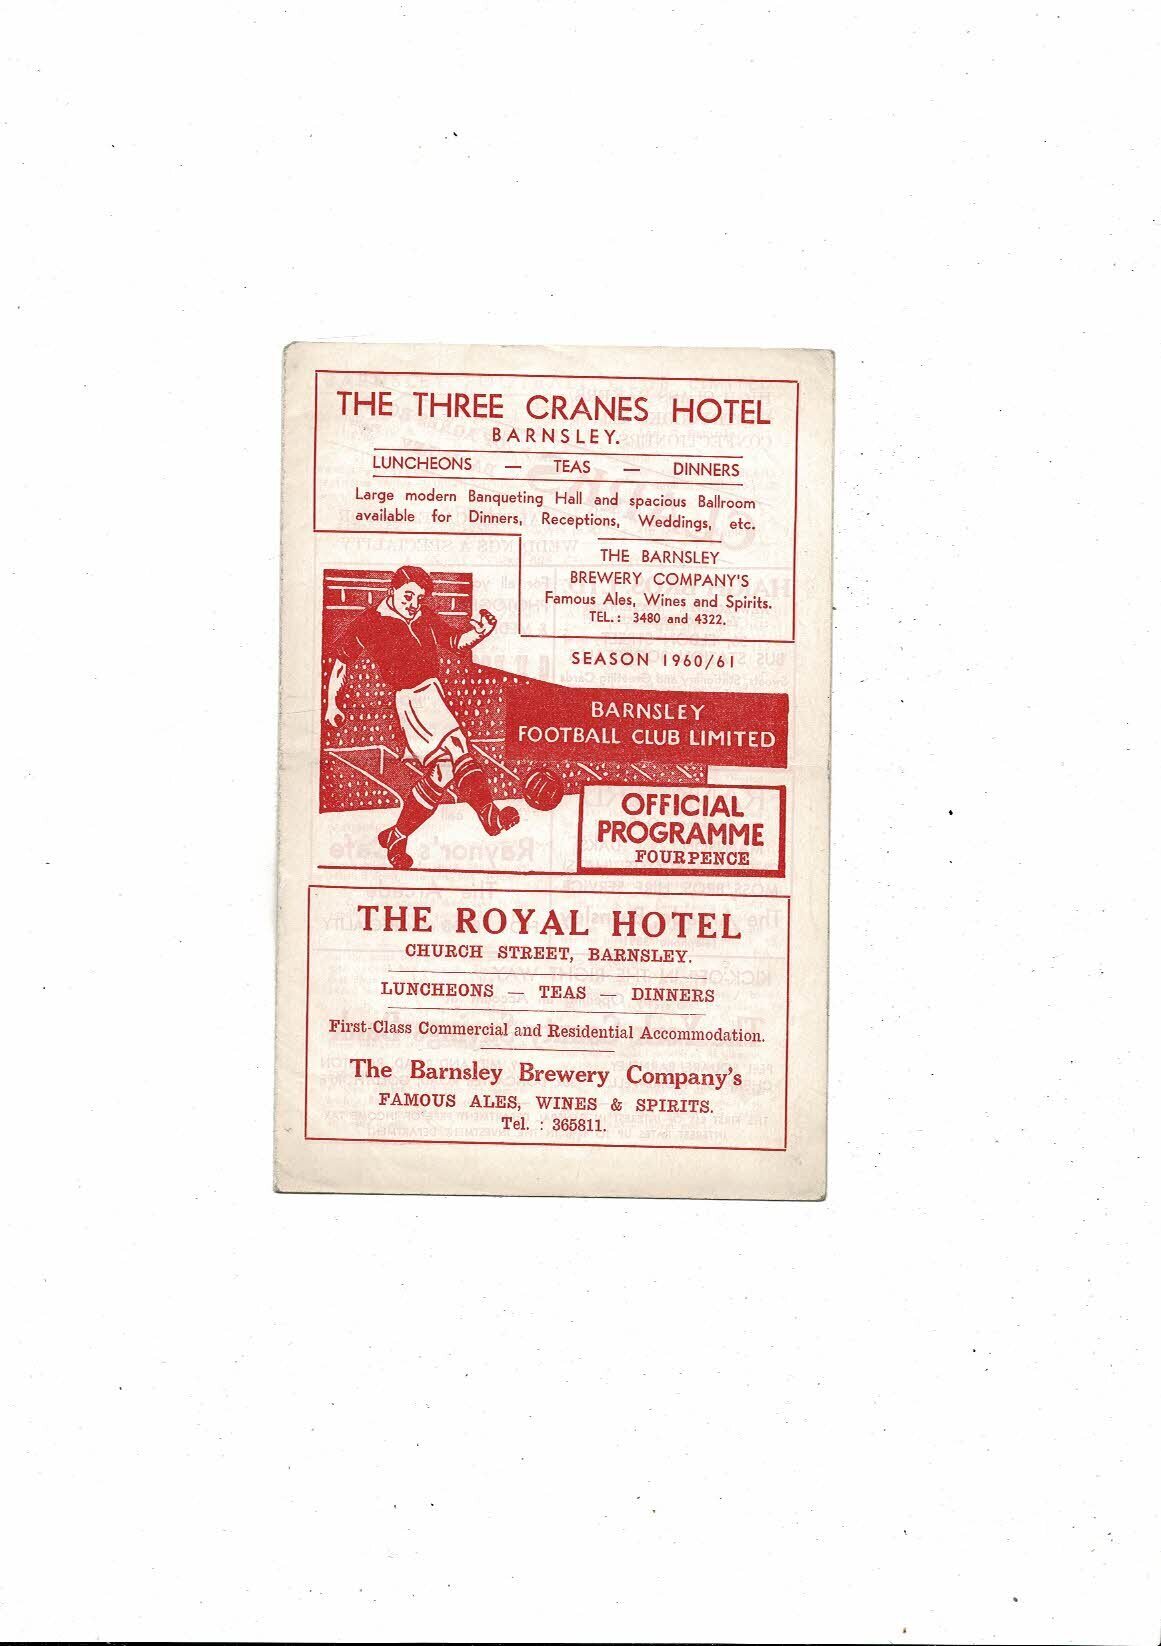 THE THREE CRANES HOTEL
BARNSLEY.
LUNCHEONS — TEAS — DINNERS
Large modern Banqueting Hall and spacious Ballroom
available for Dinners, Receptions, Weddings, etc.
THE BARNSLEY
BREWERY COMPANY'S
Famous Ales, Wines and Spirits.
TEL.: 3480 and 4322.
SEASON 1960/61
BARNSLEY
FOOTBALL CLUB LIMITED
OFFICIAL
PROGRAMME
FOURPENCE
THE ROYAL HOTEL
CHURCH STREET, BARNSLEY.
LUNCHEONS — TEAS — DINNERS
First-Class Commercial and Residential Accommodation.
The Barnsley Brewery Company's
FAMOUS ALES, WINES & SPIRITS.
Tel. : 365811.